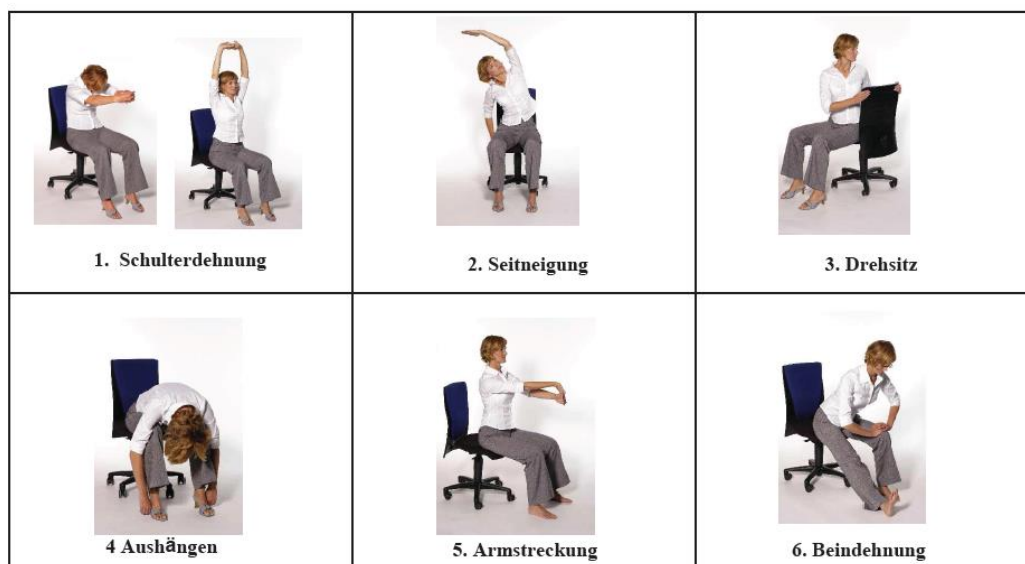 1. Schulterdehnung
2. Seitneigung
3. Drehsitz
4 Aushängen
5. Armstreckung
6. Beindehnung